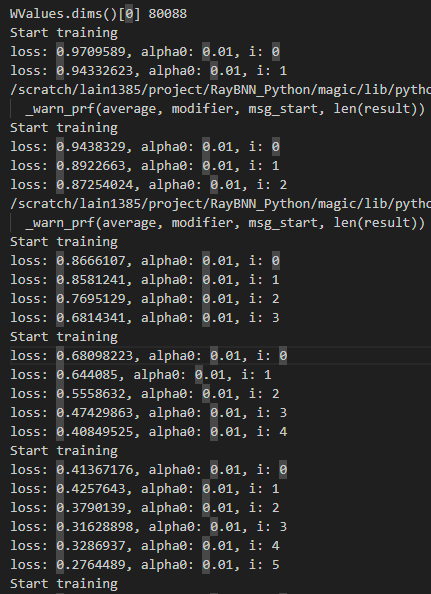 WValues.dims()[0] 80088
Start training
loss: 0.9709589, alpha0: 0.01, i: 0
loss: 0.94332623, alpha0: 0.01, i: 1
/scratch/lain1385/project/RayBNN_Python/magic/lib/pytho
_warn_prf(average, modifier, msg_start, len(result))
Start training
loss: 0.9438329, alpha0: 0.01, i: 0
loss: 0.8922663, alpha0: 0.01, i: 1
loss: 0.87254024, alpha0: 0.01, i: 2
/scratch/lain1385/project/RayBNN_Python/magic/lib/pytho
_warn_prf(average, modifier, msg_start, len(result))
Start training
loss: 0.8666107, alpha0: 0.01, i: 0
loss: 0.8581241, alpha0: 0.01, i: 1
loss: 0.7695129, alpha0: 0.01, i: 2
loss: 0.6814341, alpha0: 0.01, i: 3
Start training
loss: 0.68098223, alpha0: 0.01, i: 0
loss: 0.644085, alpha0: 0.01, i: 1
loss: 0.5558632, alpha0: 0.01, i: 2
loss: 0.47429863, alpha0: 0.01, i: 3
loss: 0.40849525, alpha0: 0.01, i: 4
Start training
loss: 0.41367176, alpha0: 0.01, i: 0
loss: 0.4257643, alpha0: 0.01, i: 1
loss: 0.3790139, alpha0: 0.01, i: 2
loss: 0.31628898, alpha0: 0.01, i: 3
loss: 0.3286937, alpha0: 0.01, i: 4
loss: 0.2764489, alpha0: 0.01, i: 5
Start training